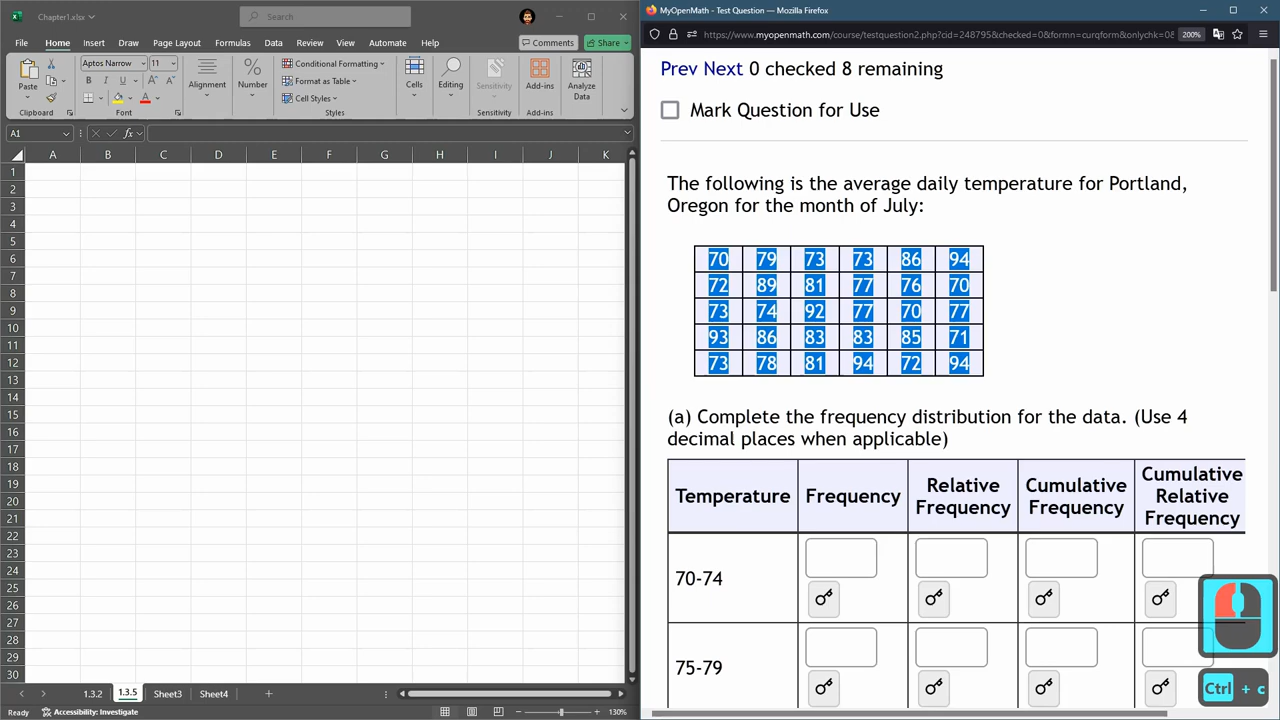 Chapter1.xlsx
Search
File Home Insert Draw Page Layout Formulas Data Review View Automate Help Comments Share
Paste
Clipboard
Aptos Narrow 11
B I U
Font
Alignment
Number
Conditional Formatting
Format as Table
Cell Styles
Styles
Cells
Editing
Sensitivity
Sensitivity
Add-ins
Add-ins
Analyze Data
A1
fx
A B C D E F G H I J K
1
2
3
4
5
6
7
8
9
10
11
12
13
14
15
16
17
18
19
20
21
22
23
24
25
26
27
28
29
30
1.3.2 1.3.5 Sheet3 Sheet4
Ready Accessibility: Investigate 130%
MyOpenMath - Test Question — Mozilla Firefox
https://www.myopenmath.com/course/testquestion2.php?cid=248795&checked=0&formn=curqform&onlychk=0& 200%
Prev Next 0 checked 8 remaining
Mark Question for Use
The following is the average daily temperature for Portland,
Oregon for the month of July:
70 79 73 73 86 94
72 89 81 77 76 70
73 74 92 77 70 77
93 86 83 83 85 71
73 78 81 94 72 94
(a) Complete the frequency distribution for the data. (Use 4
decimal places when applicable)
Temperature Frequency Relative Frequency Cumulative Frequency Cumulative Relative Frequency
70-74
75-79
Ctrl + c